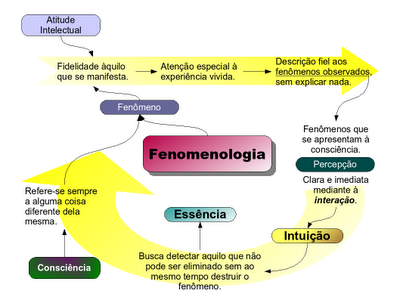 Atitude
Intelectual
Fidelidade àquilo
que se manifesta.
Atenção especial à
experiência vivida.
Descrição fiel aos
fenômenos observados,
sem explicar nada.
Fenômeno
Fenômenos que
se apresentam à
consciência.
Percepção
Clara e imediata
mediante à
interação.
Fenomenologia
Refere-se sempre
a alguma coisa
diferente dela
mesma.
Essência
Intuição
Busca detectar aquilo que não
pode ser eliminado sem ao
mesmo tempo destruir o
fenômeno.
Consciência